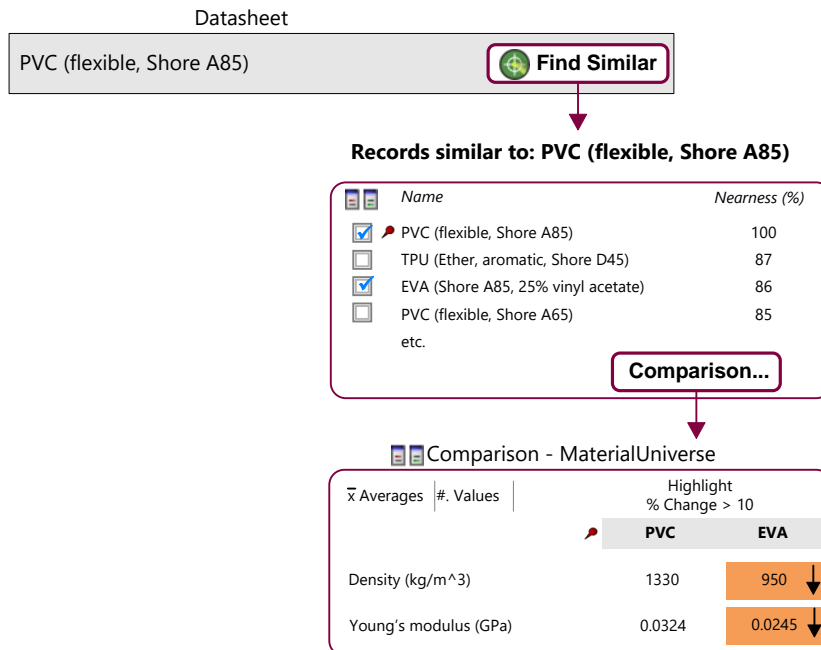 Datasheet
PVC (flexible, Shore A85)
Find Similar
Records similar to: PVC (flexible, Shore A85)
Name Nearness (%)
PVC (flexible, Shore A85) 100
TPU (Ether, aromatic, Shore D45) 87
EVA (Shore A85, 25% vinyl acetate) 86
PVC (flexible, Shore A65) 85
etc.
Comparison...
Comparison - MaterialUniverse
x̅ Averages #. Values Highlight
% Change > 10
PVC EVA
Density (kg/m^3) 1330 950
Young's modulus (GPa) 0.0324 0.0245